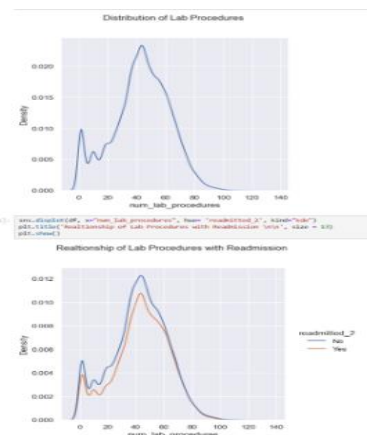 Distribution of Lab Procedures
0.020
0.015
0.010
0.005
0.000
Density
0 20 40 60 80 100 120 140
num_lab_procedures
sns.displot(df, x="num_lab_procedures", hue= 'readmitted_2', kind="kde")
plt.title("Realtionship of Lab Procedures with Readmission \n\n", size = 17)
plt.show()
Realtionship of Lab Procedures with Readmission
0.012
0.010
0.008
0.006
0.004
0.002
0.000
Density
readmitted_2
No
Yes
0 20 40 60 80 100 120 140
num_lab_procedures